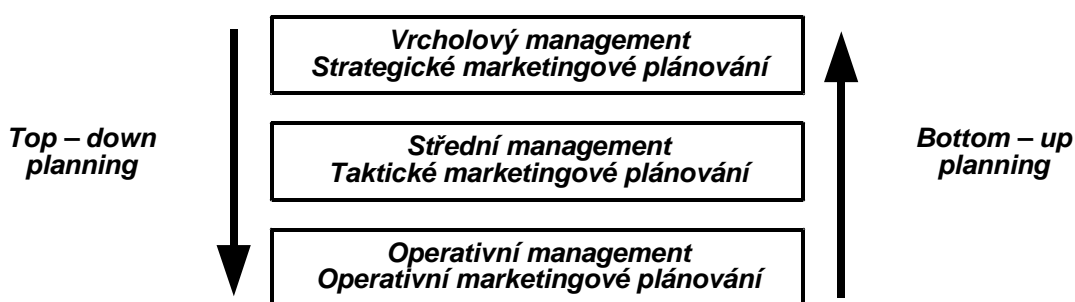 Vrcholový management
Strategické marketingové plánování
Top – down
planning
Střední management
Taktické marketingové plánování
Bottom – up
planning
Operativní management
Operativní marketingové plánování